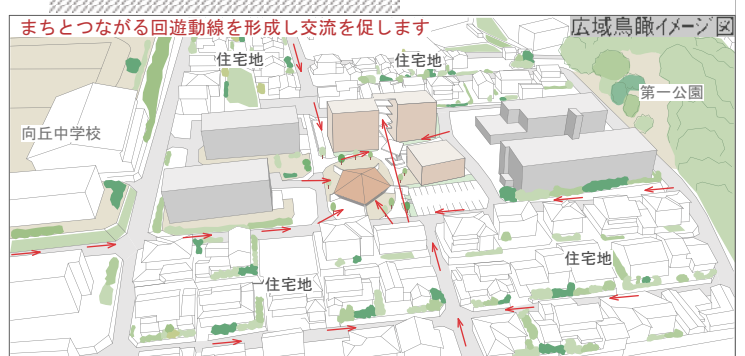 まちとつながる回遊動線を形成し交流を促します
広域鳥瞰イメージ図
住宅地
住宅地
第一公園
向丘中学校
住宅地
住宅地